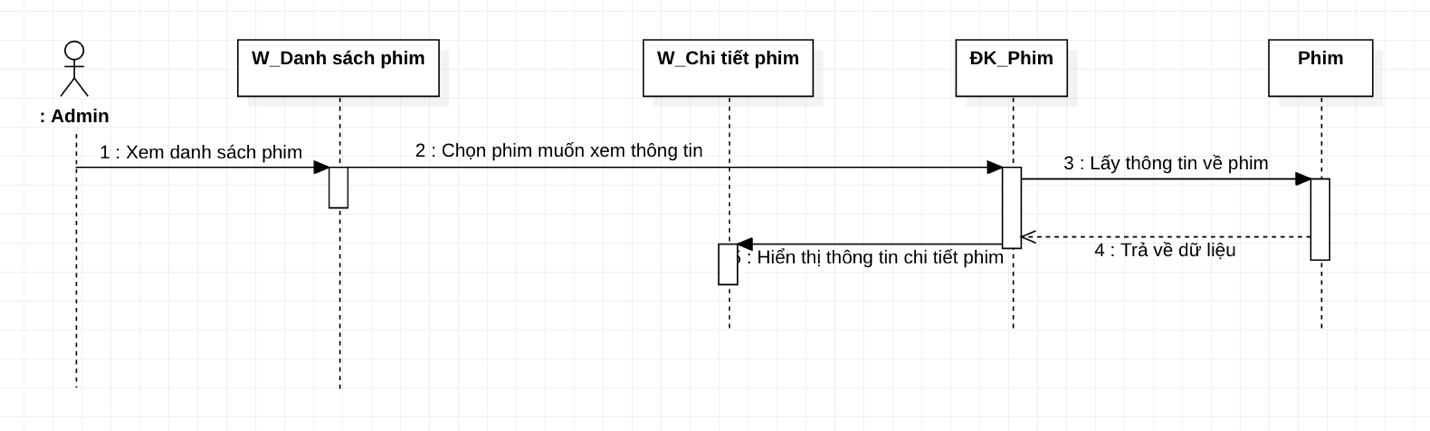 W_Danh sách phim
W_Chi tiết phim
ĐK_Phim
Phim
: Admin
1 : Xem danh sách phim
2 : Chọn phim muốn xem thông tin
3 : Lấy thông tin về phim
4 : Trả về dữ liệu
: Hiển thị thông tin chi tiết phim